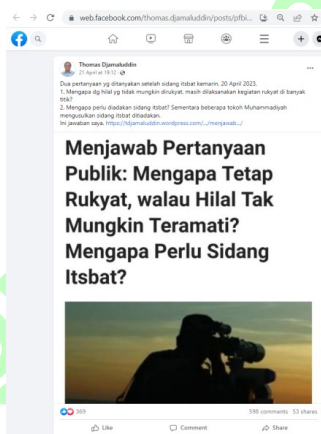 web.facebook.com/thomas.djamaluddin/posts/pfbi...
Thomas Djamaluddin
21 April at 19:12
Dua pertanyaan yg ditanyakan setelah sidang itsbat kemarin. 20 April 2023.
1. Mengapa dg hilal yg tidak mungkin dirukyat, masih dilaksanakan kegiatan rukyat di banyak
titik?
2. Mengapa perlu diadakan sidang itsbat? Sementara beberapa tokoh Muhammadiyah
mengusulkan sidang itsbat ditiadakan.
Ini jawaban saya. https://tdjamaluddin.wordpress.com/.../menjawab.../
Menjawab Pertanyaan
Publik: Mengapa Tetap
Rukyat, walau Hilal Tak
Mungkin Teramati?
Mengapa Perlu Sidang
Itsbat?
369
598 comments 53 shares
Like Comment Share